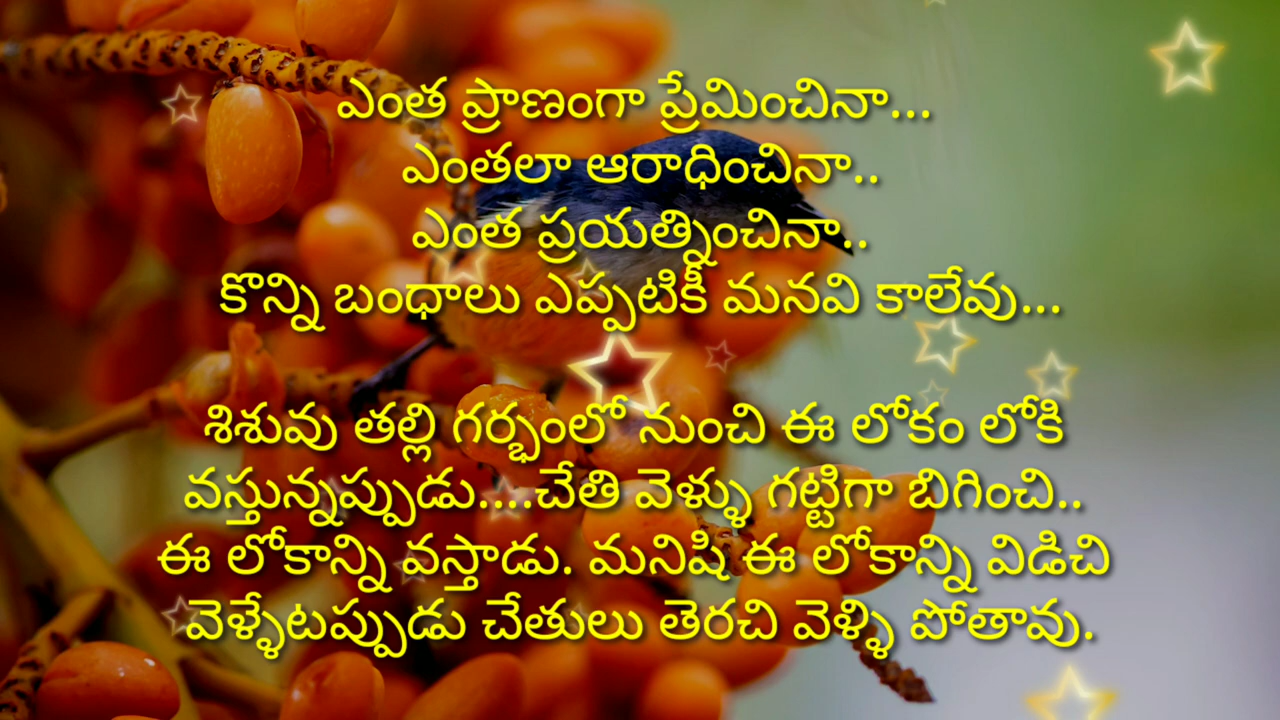 ఎంత ప్రాణంగా ప్రేమించినా...
ఎంతలా ఆరాధించినా..
ఎంత ప్రయత్నించినా..
కొన్ని బంధాలు ఎప్పటికీ మనవి కాలేవు...
శిశువు తల్లి గర్భంలో నుంచి ఈ లోకం లోకి
వస్తున్నప్పుడు....చేతి వెళ్ళు గట్టిగా బిగించి..
ఈ లోకాన్ని వస్తాడు. మనిషి ఈ లోకాన్ని విడిచి
వెళ్ళేటప్పుడు చేతులు తెరచి వెళ్ళి పోతావు.